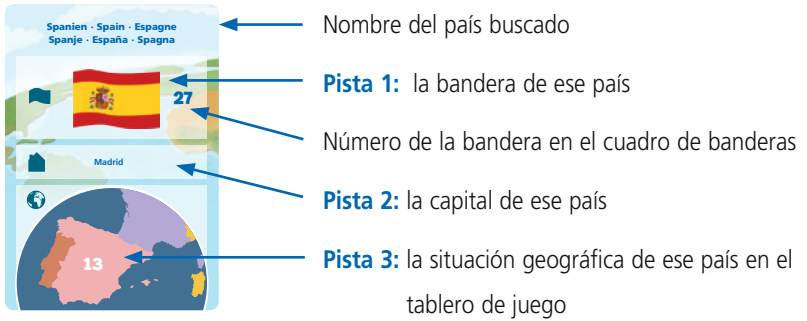 Spanien · Spain · Espagne
Spanje · España · Spagna
27
Madrid
13
Nombre del país buscado
Pista 1: la bandera de ese país
Número de la bandera en el cuadro de banderas
Pista 2: la capital de ese país
Pista 3: la situación geográfica de ese país en el
tablero de juego